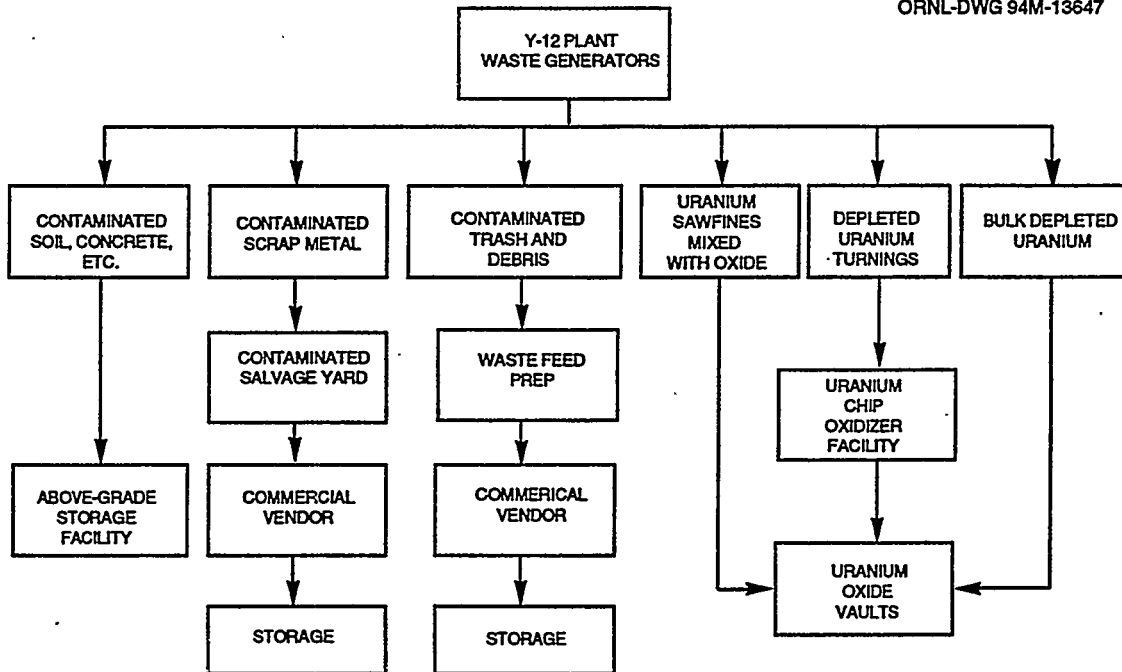 ORNL-DWG 94M-13647
Y-12 PLANT
WASTE GENERATORS
CONTAMINATED
SOIL, CONCRETE,
ETC.
CONTAMINATED
SCRAP METAL
CONTAMINATED
TRASH AND
DEBRIS
URANIUM
SAWFINES
MIXED
WITH OXIDE
DEPLETED
URANIUM
TURNINGS
BULK DEPLETED
URANIUM
CONTAMINATED
SALVAGE YARD
WASTE FEED
PREP
URANIUM
CHIP
OXIDIZER
FACILITY
ABOVE-GRADE
STORAGE
FACILITY
COMMERCIAL
VENDOR
COMMERICAL
VENDOR
URANIUM
OXIDE
VAULTS
STORAGE
STORAGE